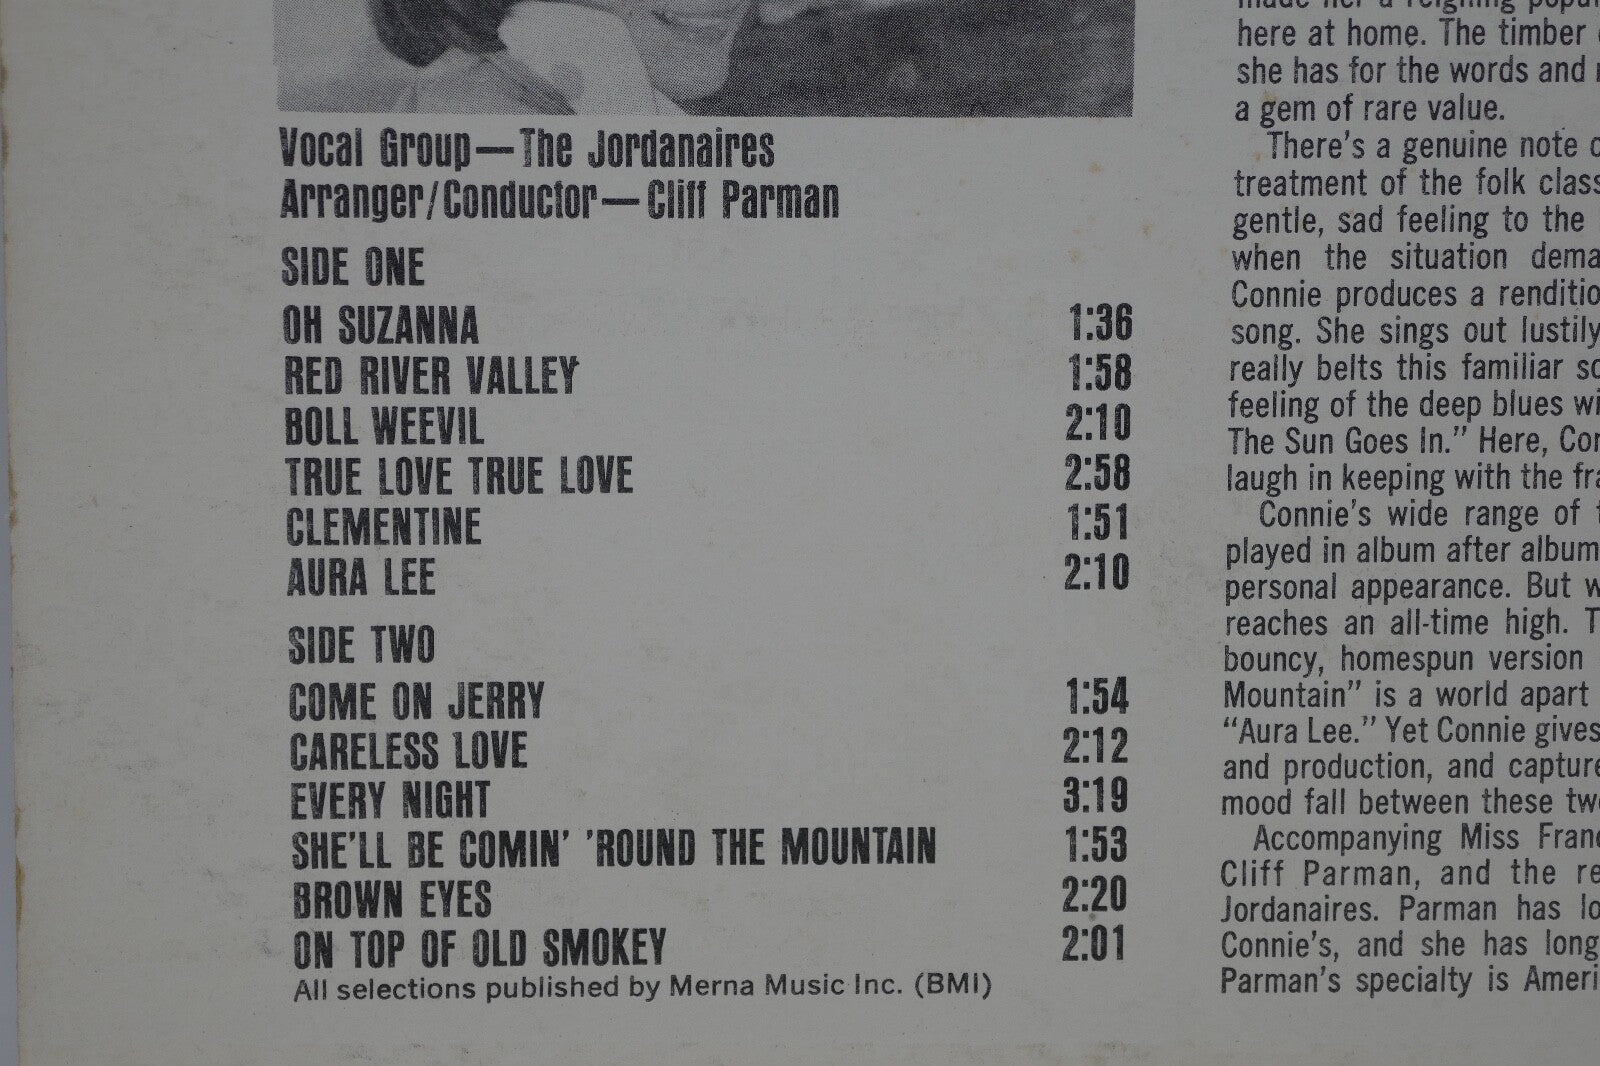 Vocal Group—The Jordanaires
Arranger/Conductor—Cliff Parman
SIDE ONE
OH SUZANNA 1:36
RED RIVER VALLEY 1:58
BOLL WEEVIL 2:10
TRUE LOVE TRUE LOVE 2:58
CLEMENTINE 1:51
AURA LEE 2:10
SIDE TWO
COME ON JERRY 1:54
CARELESS LOVE 2:12
EVERY NIGHT 3:19
SHE'LL BE COMIN' 'ROUND THE MOUNTAIN 1:53
BROWN EYES 2:20
ON TOP OF OLD SMOKEY 2:01
All selections published by Merna Music Inc. (BMI)
made her a reigning
here at home. The timber
she has for the words and
a gem of rare value.
There's a genuine note
treatment of the folk
gentle, sad feeling to the
when the situation
Connie produces a
song. She sings out lustily
really belts this familiar
feeling of the deep blues
The Sun Goes In." Here,
laugh in keeping with the
Connie's wide range of
played in album after album
personal appearance. But
reaches an all-time high.
bouncy, homespun version
Mountain" is a world apart
"Aura Lee." Yet Connie gives
and production, and
mood fall between these
Accompanying Miss
Cliff Parman, and the
Jordanaires. Parman has
Connie's, and she has long
Parman's specialty is